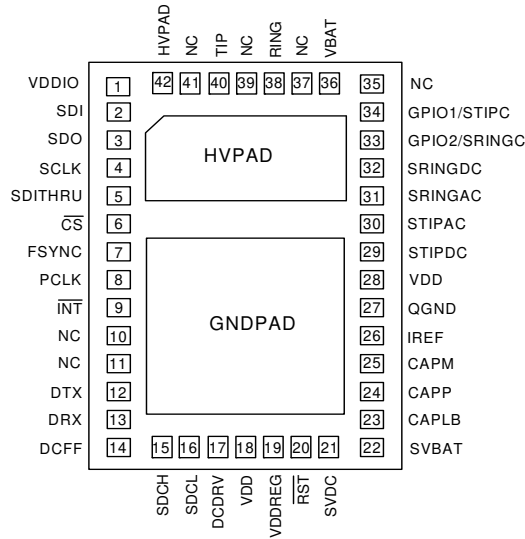 HVPAD NC TIP NC RING NC VBAT
42 41 40 39 38 37 36
VDDIO 1 35 NC
SDI 2 34 GPIO1/STIPC
SDO 3 33 GPIO2/SRINGC
HVPAD
SCLK 4 32 SRINGDC
SDITHRU 5 31 SRINGAC
CS 6 30 STIPAC
FSYNC 7 29 STIPDC
PCLK 8 28 VDD
INT 9 27 QGND
GNDPAD
NC 10 26 IREF
NC 11 25 CAPM
DTX 12 24 CAPP
DRX 13 23 CAPLB
DCFF 14 22 SVBAT
15 16 17 18 19 20 21
SDCH SDCL DCDRV VDD VDDREG RST SVDC